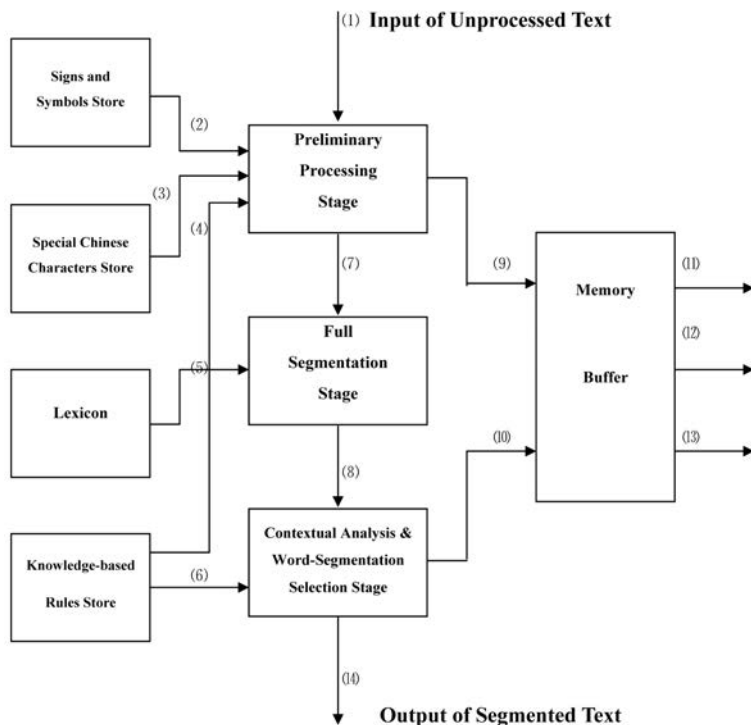 (1) Input of Unprocessed Text
Signs and
Symbols Store
(2)
Preliminary
Processing
Stage
(3)
Special Chinese
Characters Store
(4)
(7)
(9)
Memory
Buffer
(11)
(12)
(13)
Full
Segmentation
Stage
(5)
Lexicon
(8)
(10)
Contextual Analysis &
Word-Segmentation
Selection Stage
Knowledge-based
Rules Store
(6)
(14)
Output of Segmented Text